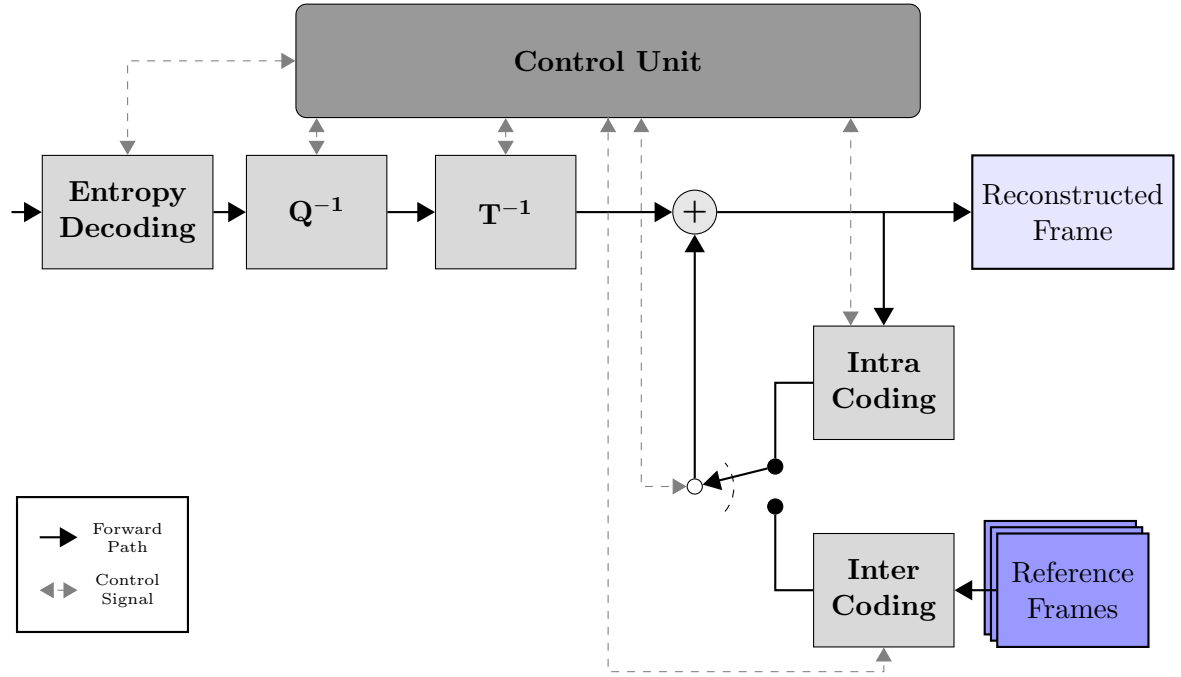 Control Unit
Entropy
Decoding
Q⁻¹
T⁻¹
+
Reconstructed
Frame
Intra
Coding
Inter
Coding
Reference
Frames
Forward
Path
Control
Signal